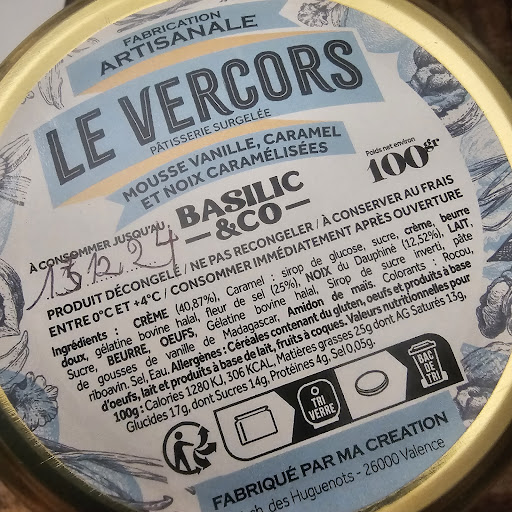 FABRICATION
ARTISANALE
LE VERCORS
PÂTISSERIE SURGELÉE
MOUSSE VANILLE, CARAMEL
ET NOIX CARAMÉLISÉES
Poids net environ
100gr
BASILIC
&CO
À CONSOMMER JUSQU'AU
13 12 24
PRODUIT DÉCONGELÉ / NE PAS RECONGELER / À CONSERVER AU FRAIS
ENTRE 0°C ET +4°C / CONSOMMER IMMÉDIATEMENT APRÈS OUVERTURE
Ingrédients : CRÈME (40,87%), Caramel : sirop de glucose, sucre, crème, beurre
doux, gélatine bovine halal, fleur de sel (25%), NOIX du Dauphiné (12,52%), LAIT,
Sucre, BEURRE, OEUFS, Gélatine bovine halal, Sirop de sucre inverti, pâte
de gousses de vanille de Madagascar, Amidon de maïs. Colorants : Rocou,
riboavin. Sel, Eau. Allergènes : Céréales contenant du gluten, oeufs et produits à base
d'oeufs, lait et produits à base de lait, fruits à coques. Valeurs nutritionnelles pour
100g : Calories 1280 KJ, 306 KCAL, Matières grasses 25g dont AG Saturés 13g,
Glucides 17g, dont Sucres 14g, Protéines 4g, Sel 0,05g.
TRI
VERRE
BAC
DE TRI
FABRIQUÉ PAR MA CREATION
ch. des Huguenots - 26000 Valence